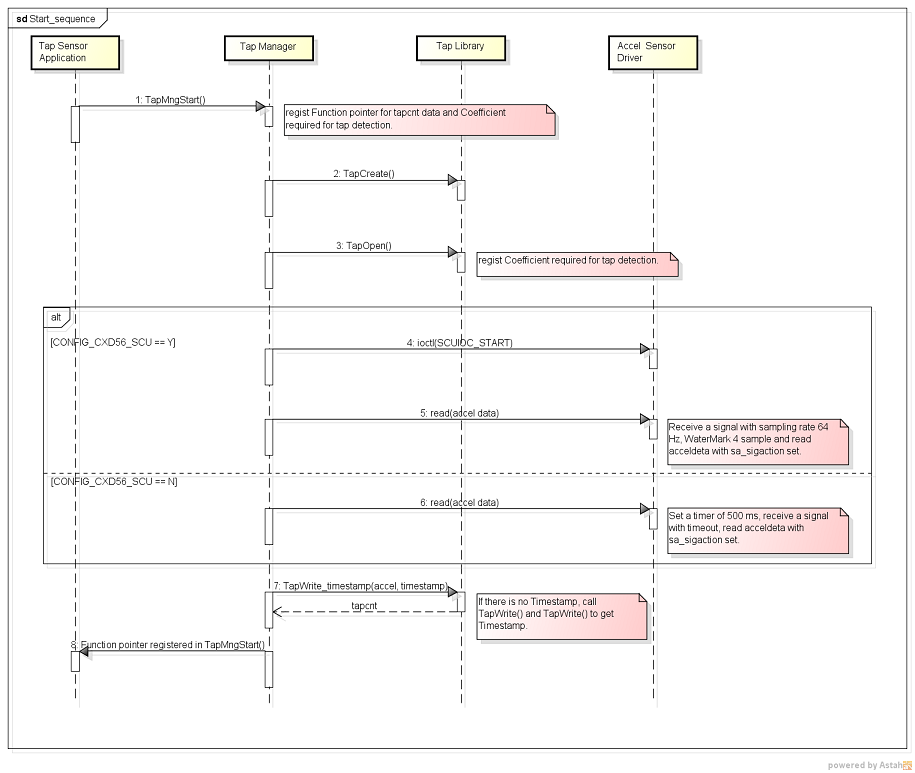 sd Start_sequence
Tap Sensor
Application
Tap Manager
Tap Library
Accel Sensor
Driver
1: TapMngStart()
regist Function pointer for tapcnt data and Coefficient
required for tap detection.
2: TapCreate()
3: TapOpen()
regist Coefficient required for tap detection.
alt
[CONFIG_CXD56_SCU == Y]
4: ioctl(SCUIOC_START)
5: read(accel data)
Receive a signal with sampling rate 64
Hz, WaterMark 4 sample and read
acceldeta with sa_sigaction set.
[CONFIG_CXD56_SCU == N]
6: read(accel data)
Set a timer of 500 ms, receive a signal
with timeout, read acceldeta with
sa_sigaction set.
7: TapWrite_timestamp(accel, timestamp)
tapcnt
If there is no Timestamp, call
TapWrite() and TapWrite() to get
Timestamp.
8: Function pointer registered in TapMngStart()
powered by Astah